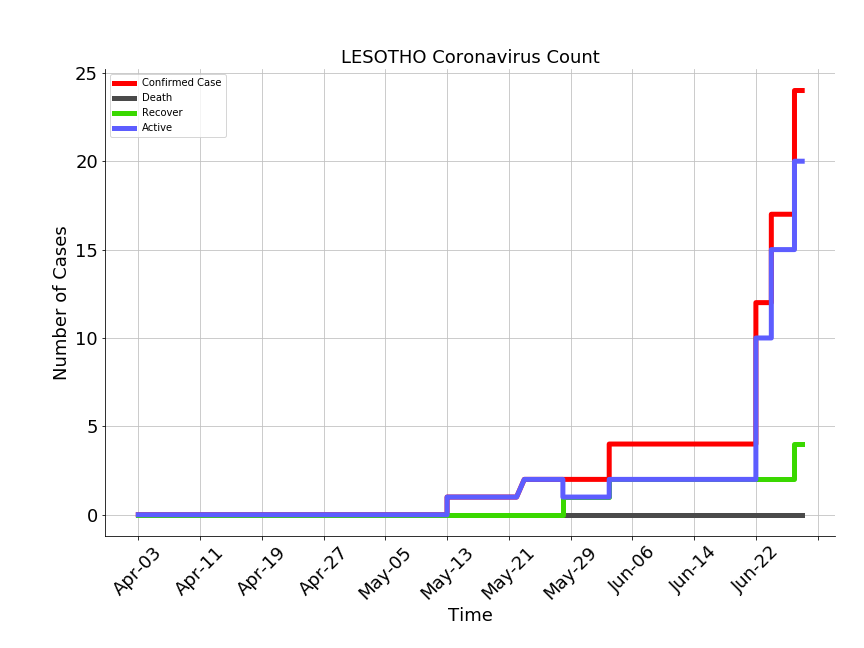 LESOTHO Coronavirus Count
Confirmed Case
Death
Recover
Active
Number of Cases
25
20
15
10
5
0
Apr-03
Apr-11
Apr-19
Apr-27
May-05
May-13
May-21
May-29
Jun-06
Jun-14
Jun-22
Time